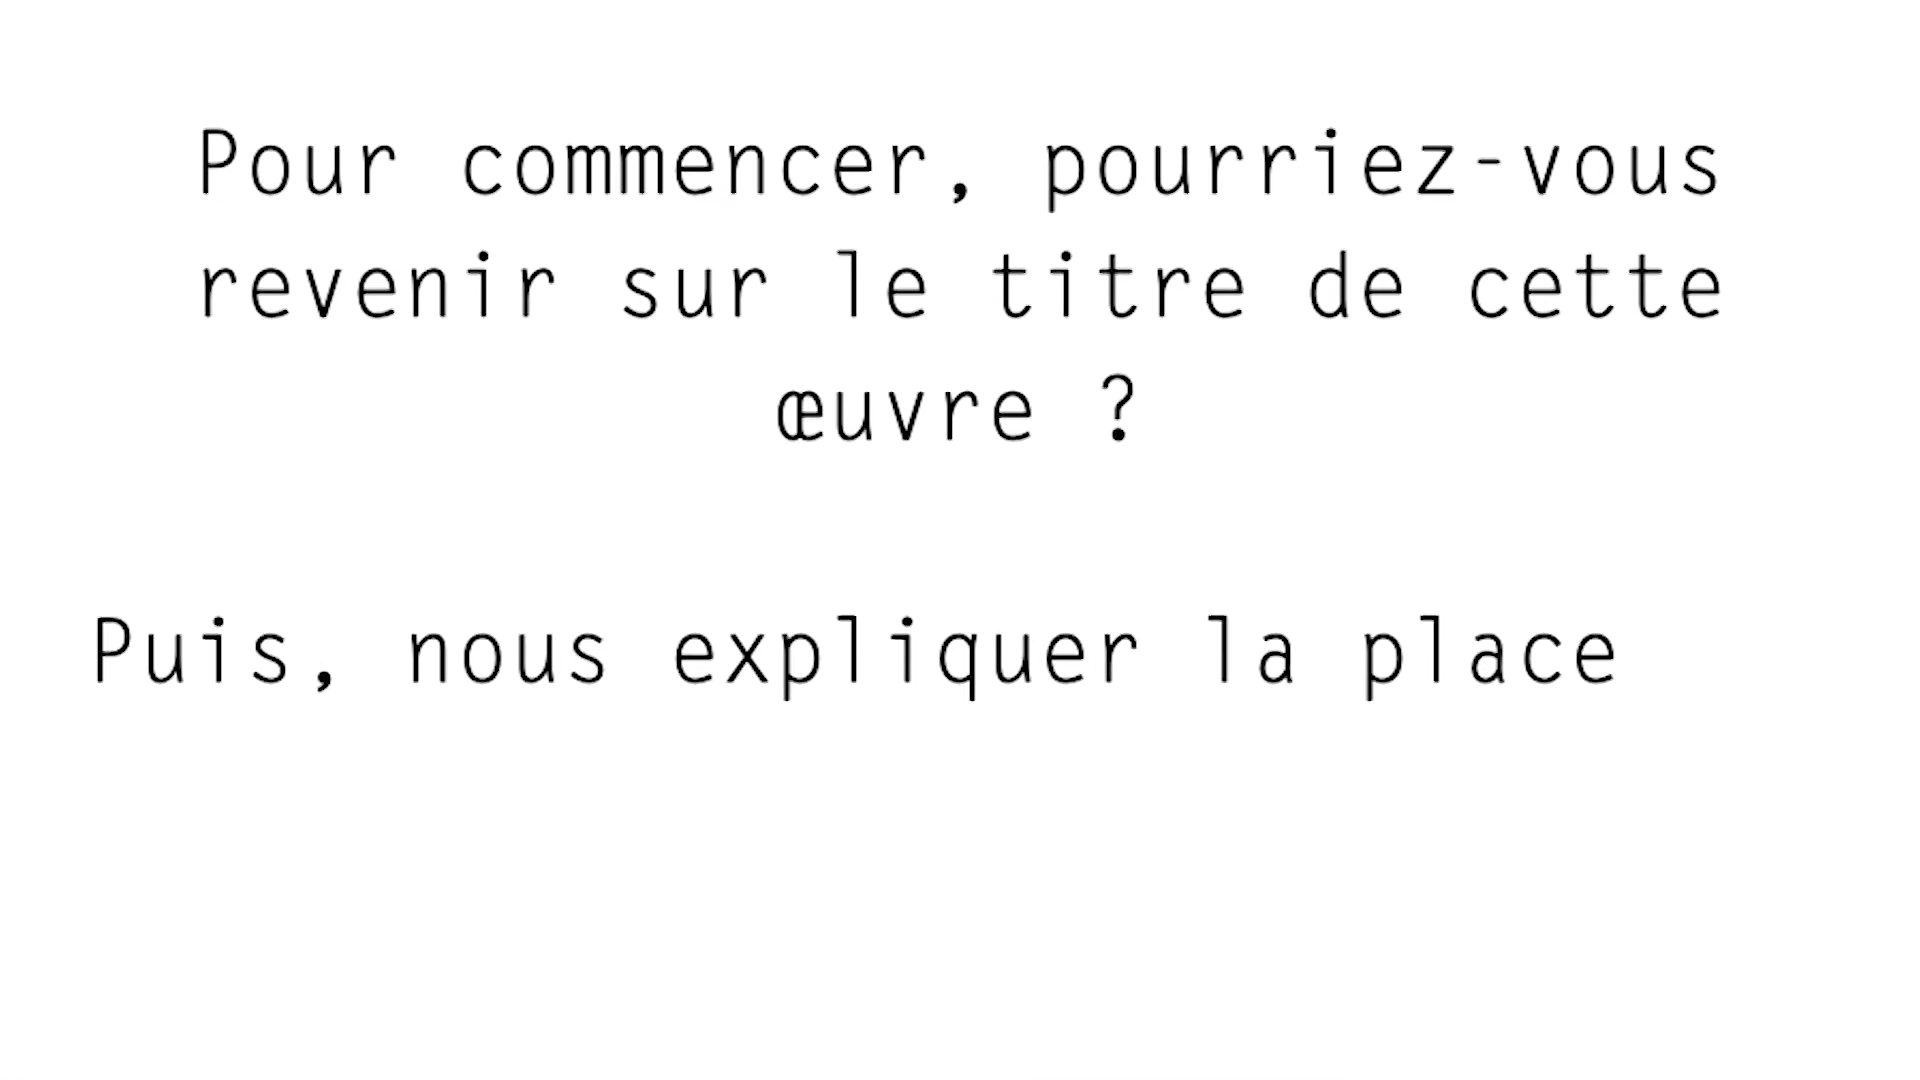 Pour commencer, pourriez-vous
revenir sur le titre de cette
œuvre ?
Puis, nous expliquer la place